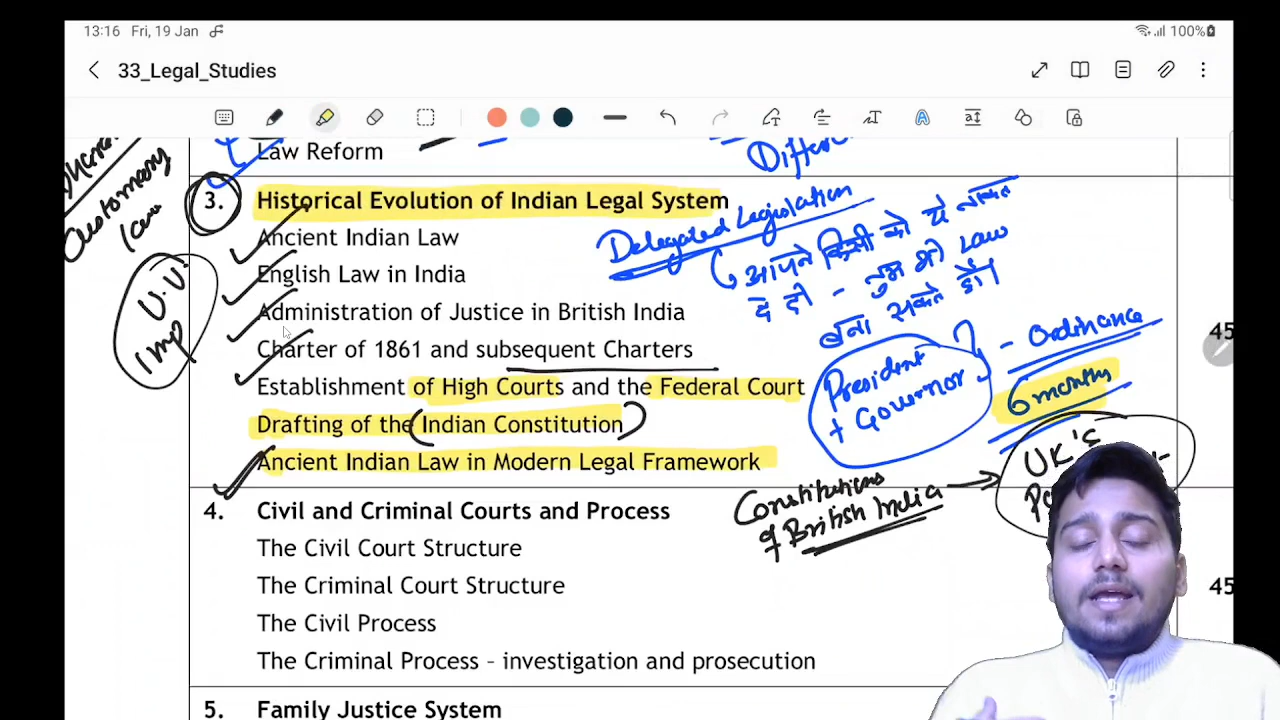 13:16 Fri, 19 Jan
100%
33_Legal_Studies
Law Reform
Customary
law
3.
Historical Evolution of Indian Legal System
Ancient Indian Law
English Law in India
Administration of Justice in British India
Charter of 1861 and subsequent Charters
Establishment of High Courts and the Federal Court
Drafting of the (Indian Constitution)
Ancient Indian Law in Modern Legal Framework
V.V.
Imp
Delegated Legislation
आपने किसी को ये
दे दी - तुम भी law
बना सकते हो।
President
+ Governor
- Ordinance
6 months
45
Constitutions
of British India
UK's
4.
Civil and Criminal Courts and Process
The Civil Court Structure
The Criminal Court Structure
The Civil Process
The Criminal Process – investigation and prosecution
45
5.
Family Justice System